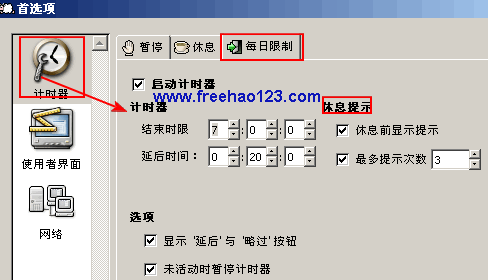 首选项
暂停 休息 每日限制
计时器
启动计时器
www.freehao123.com
计时器 休息提示
结束时限 7 : 0 : 0 休息前显示提示
延后时间： 0 : 20 : 0 最多提示次数 3
使用者界面
网络
选项
显示 '延后' 与 '略过' 按钮
未活动时暂停计时器